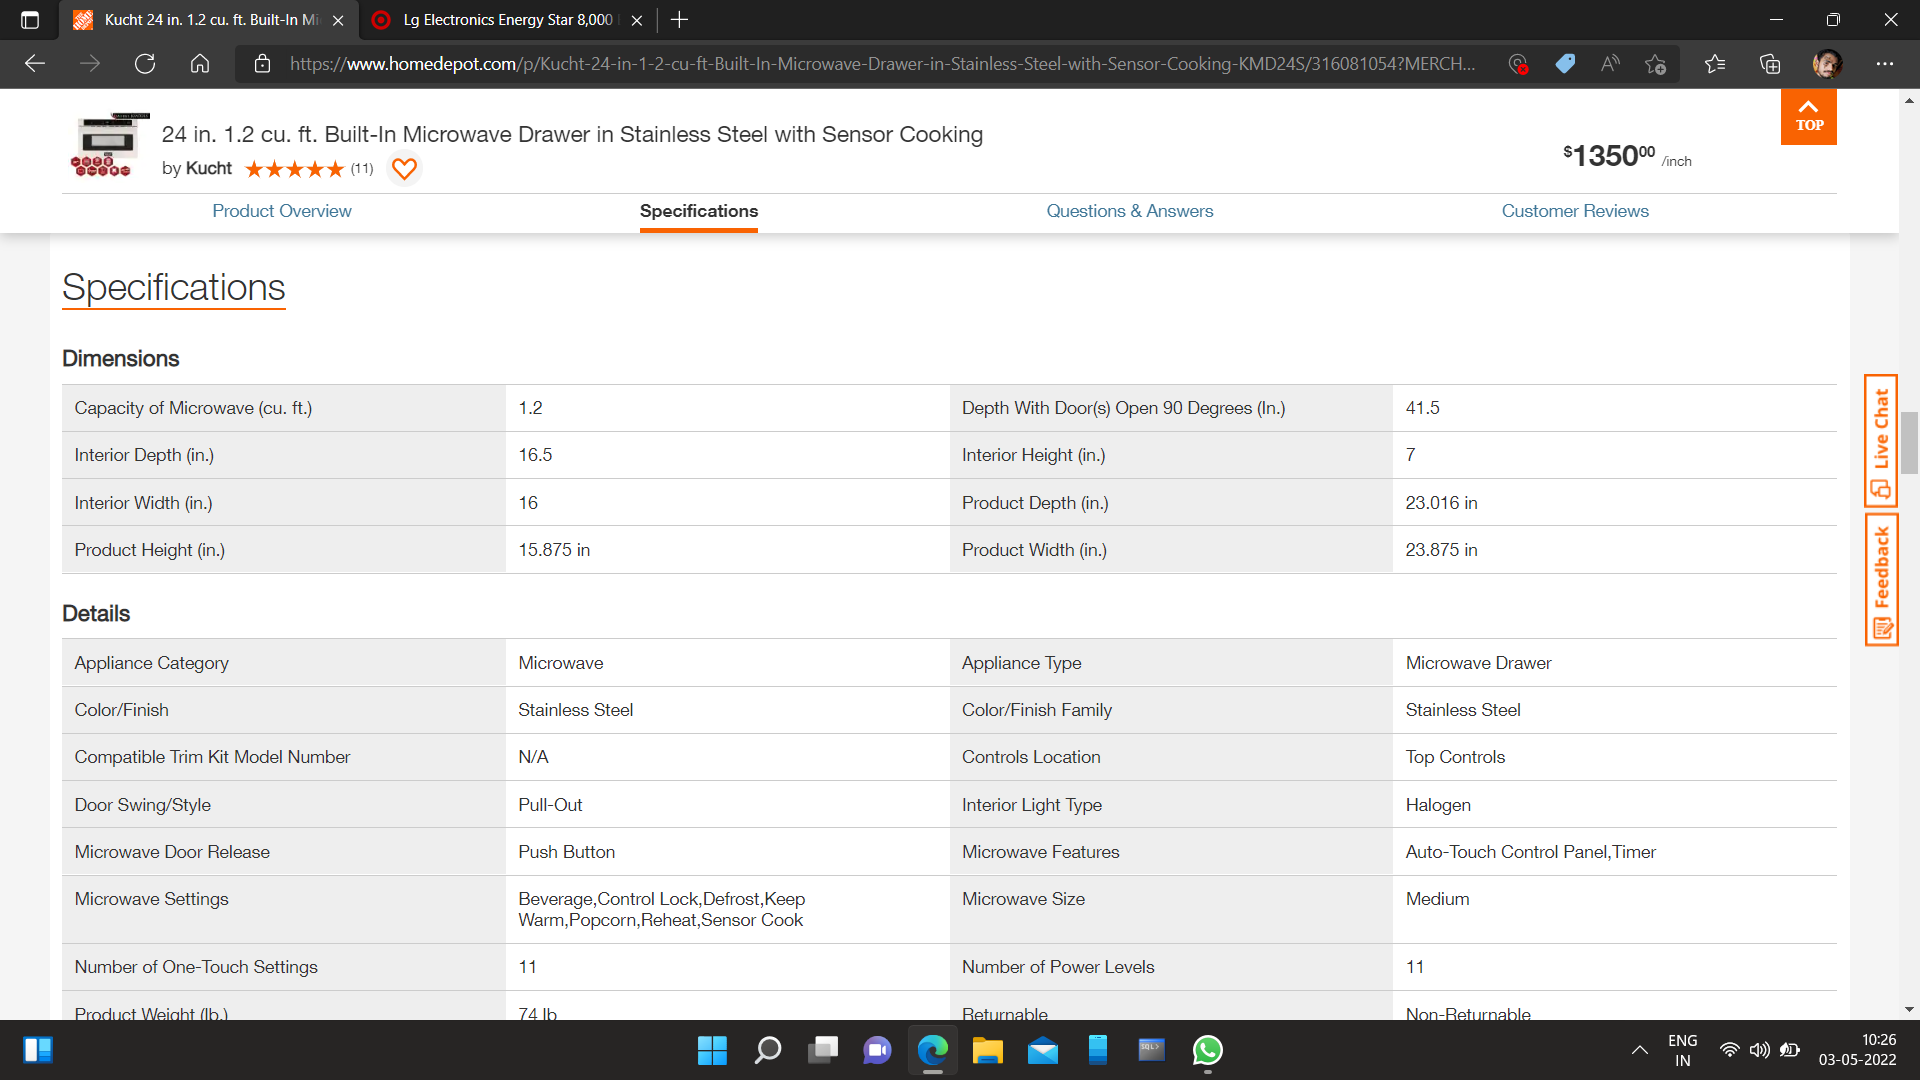 Kucht 24 in. 1.2 cu. ft. Built-In Mi
Lg Electronics Energy Star 8,000
https://www.homedepot.com/p/Kucht-24-in-1-2-cu-ft-Built-In-Microwave-Drawer-in-Stainless-Steel-with-Sensor-Cooking-KMD24S/316081054?MERCH...
24 in. 1.2 cu. ft. Built-In Microwave Drawer in Stainless Steel with Sensor Cooking
by Kucht (11)
$1350⁰⁰ /inch
TOP
Product Overview Specifications Questions & Answers Customer Reviews
Specifications
Dimensions
Capacity of Microwave (cu. ft.) 1.2 Depth With Door(s) Open 90 Degrees (In.) 41.5
Interior Depth (in.) 16.5 Interior Height (in.) 7
Interior Width (in.) 16 Product Depth (in.) 23.016 in
Product Height (in.) 15.875 in Product Width (in.) 23.875 in
Details
Appliance Category Microwave Appliance Type Microwave Drawer
Color/Finish Stainless Steel Color/Finish Family Stainless Steel
Compatible Trim Kit Model Number N/A Controls Location Top Controls
Door Swing/Style Pull-Out Interior Light Type Halogen
Microwave Door Release Push Button Microwave Features Auto-Touch Control Panel,Timer
Microwave Settings Beverage,Control Lock,Defrost,Keep Microwave Size Medium
Warm,Popcorn,Reheat,Sensor Cook
Number of One-Touch Settings 11 Number of Power Levels 11
Product Weight (lb.) 74 lb Returnable Non-Returnable
Live Chat
Feedback
SQL>
ENG
IN
10:26
03-05-2022